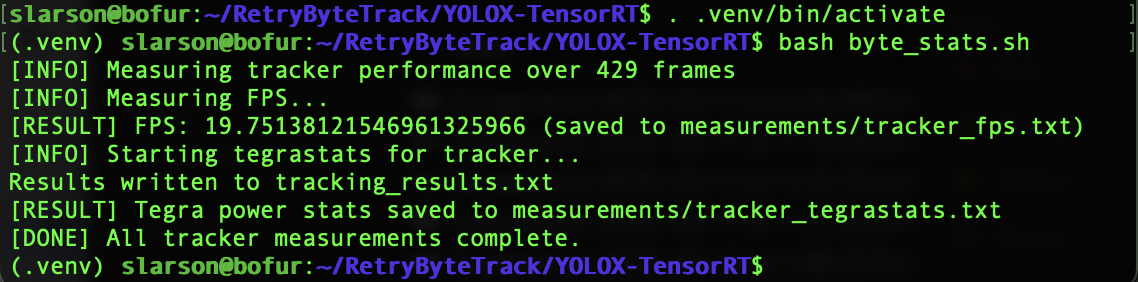 [slarson@bofur:~/RetryByteTrack/YOLOX-TensorRT$ . .venv/bin/activate ]
[(.venv) slarson@bofur:~/RetryByteTrack/YOLOX-TensorRT$ bash byte_stats.sh ]
[INFO] Measuring tracker performance over 429 frames
[INFO] Measuring FPS...
[RESULT] FPS: 19.75138121546961325966 (saved to measurements/tracker_fps.txt)
[INFO] Starting tegrastats for tracker...
Results written to tracking_results.txt
[RESULT] Tegra power stats saved to measurements/tracker_tegrastats.txt
[DONE] All tracker measurements complete.
(.venv) slarson@bofur:~/RetryByteTrack/YOLOX-TensorRT$